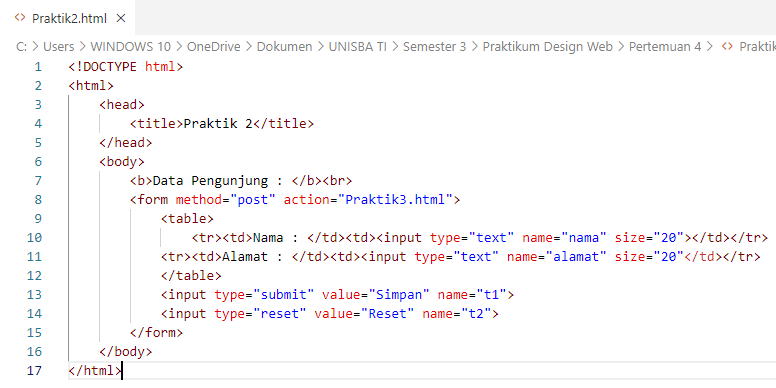 <> Praktik2.html ×
C: > Users > WINDOWS 10 > OneDrive > Dokumen > UNISBA TI > Semester 3 > Praktikum Design Web > Pertemuan 4 > <> Praktik
1 <!DOCTYPE html>
2 <html>
3 <head>
4 <title>Praktik 2</title>
5 </head>
6 <body>
7 <b>Data Pengunjung : </b><br>
8 <form method="post" action="Praktik3.html">
9 <table>
10 <tr><td>Nama : </td><td><input type="text" name="nama" size="20"></td></tr>
11 <tr><td>Alamat : </td><td><input type="text" name="alamat" size="20"</td></tr>
12 </table>
13 <input type="submit" value="Simpan" name="t1">
14 <input type="reset" value="Reset" name="t2">
15 </form>
16 </body>
17 </html>